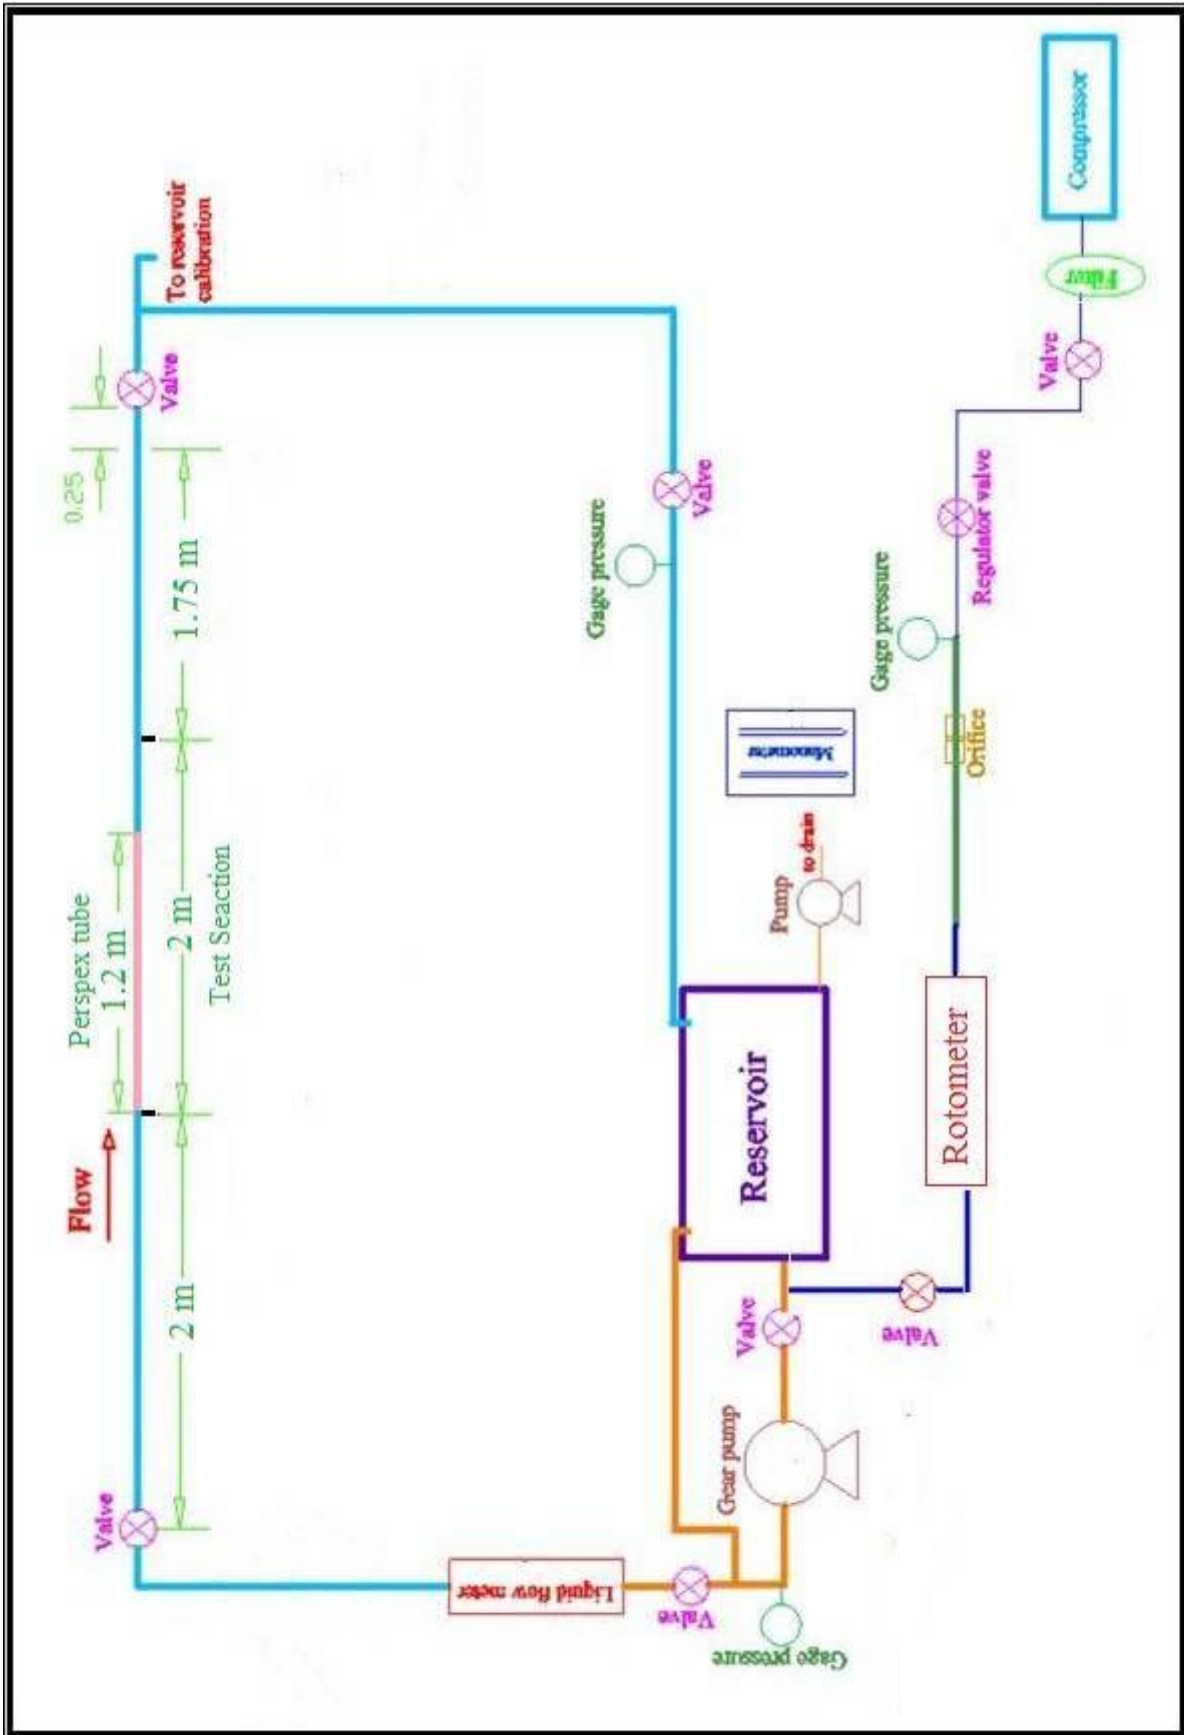 Compressor
Filter
Valve
Regulator valve
Gage pressure
Orifice
Rotometer
Valve
To reservoir
calibration
Valve
0.25
1.75 m
Perspex tube
1.2 m
2 m
Test Seaction
Flow
2 m
Valve
Valve
Gage pressure
Manometer
to drain
Pump
Reservoir
Valve
Gear pump
Liquid flow meter
Valve
Gage pressure